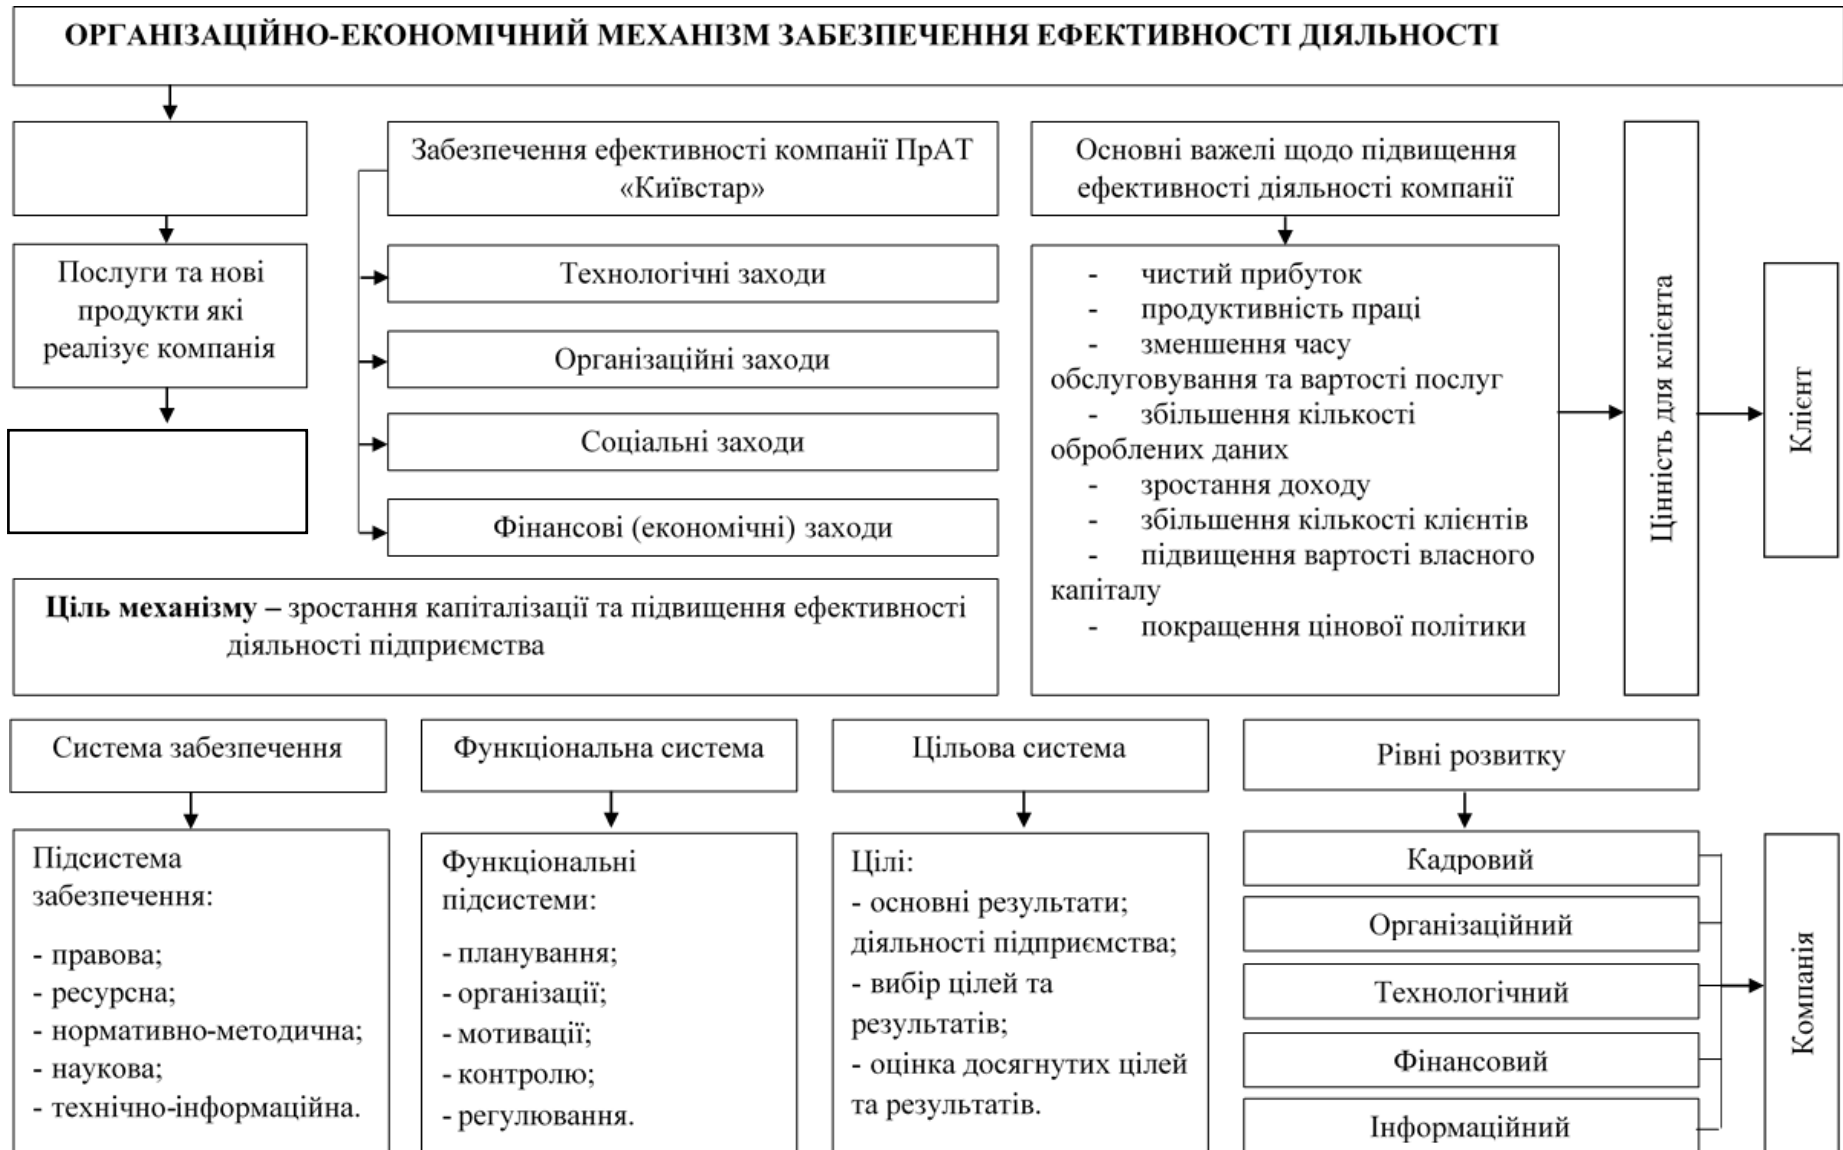 ОРГАНІЗАЦІЙНО-ЕКОНОМІЧНИЙ МЕХАНІЗМ ЗАБЕЗПЕЧЕННЯ ЕФЕКТИВНОСТІ ДІЯЛЬНОСТІ
Послуги та нові
продукти які
реалізує компанія
Забезпечення ефективності компанії ПрАТ
«Київстар»
Технологічні заходи
Організаційні заходи
Соціальні заходи
Фінансові (економічні) заходи
Основні важелі щодо підвищення
ефективності діяльності компанії
- чистий прибуток
- продуктивність праці
- зменшення часу
обслуговування та вартості послуг
- збільшення кількості
оброблених даних
- зростання доходу
- збільшення кількості клієнтів
- підвищення вартості власного
капіталу
- покращення цінової політики
Цінність для клієнта
Клієнт
Ціль механізму – зростання капіталізації та підвищення ефективності
діяльності підприємства
Система забезпечення
Підсистема
забезпечення:
- правова;
- ресурсна;
- нормативно-методична;
- наукова;
- технічно-інформаційна.
Функціональна система
Функціональні
підсистеми:
- планування;
- організації;
- мотивації;
- контролю;
- регулювання.
Цільова система
Цілі:
- основні результати;
діяльності підприємства;
- вибір цілей та
результатів;
- оцінка досягнутих цілей
та результатів.
Рівні розвитку
Кадровий
Організаційний
Технологічний
Фінансовий
Інформаційний
Компанія